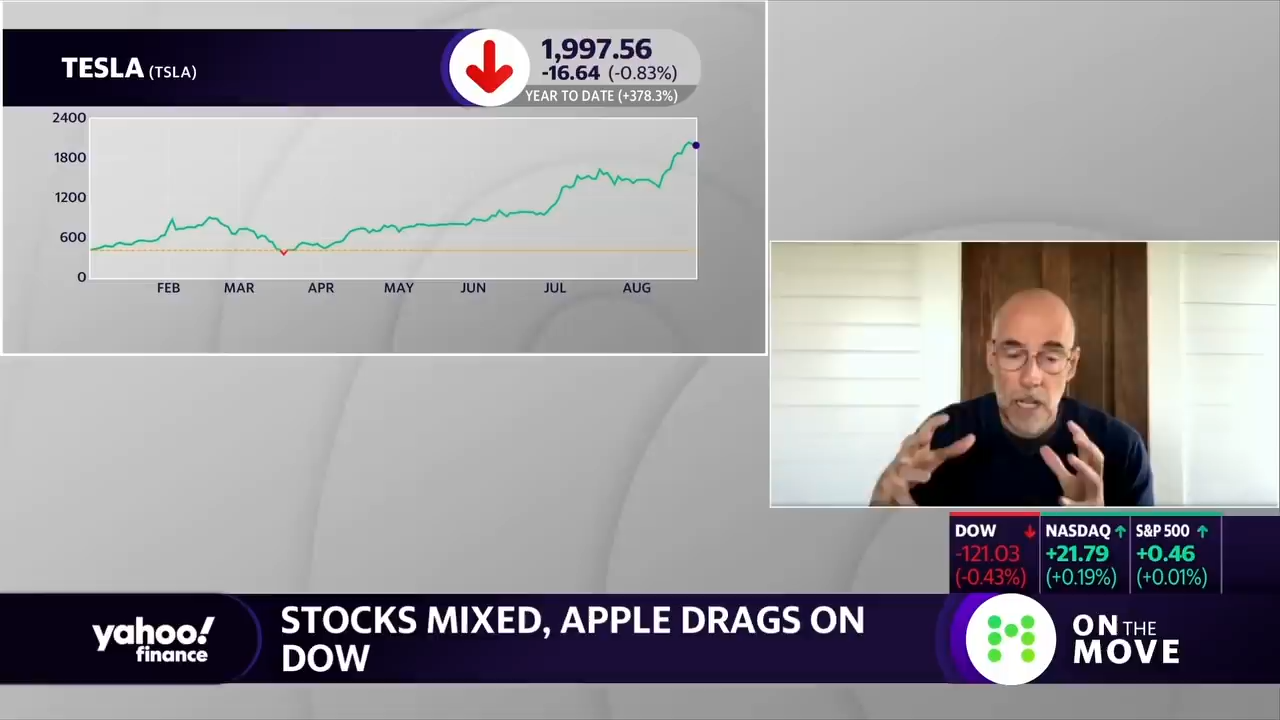 TESLA (TSLA)
1,997.56
-16.64 (-0.83%)
YEAR TO DATE (+378.3%)
2400
1800
1200
600
0
FEB MAR APR MAY JUN JUL AUG
DOW NASDAQ S&P 500
-121.03 +21.79 +0.46
(-0.43%) (+0.19%) (+0.01%)
yahoo!
finance
STOCKS MIXED, APPLE DRAGS ON
DOW
ON THE
MOVE